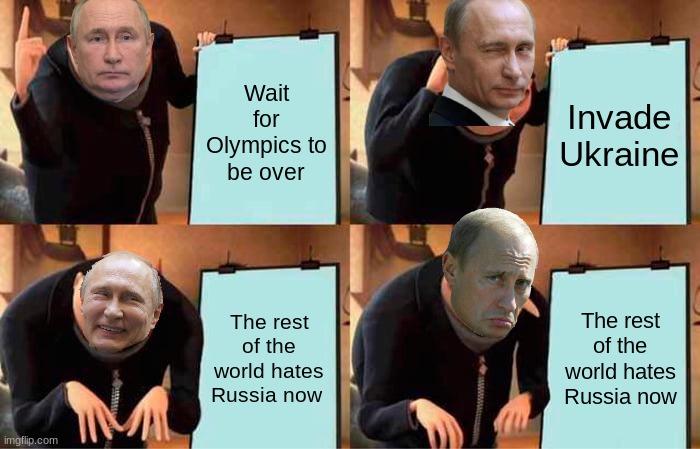 Wait
for
Olympics to
be over
Invade
Ukraine
The rest
of the
world hates
Russia now
The rest
of the
world hates
Russia now
imgflip.com